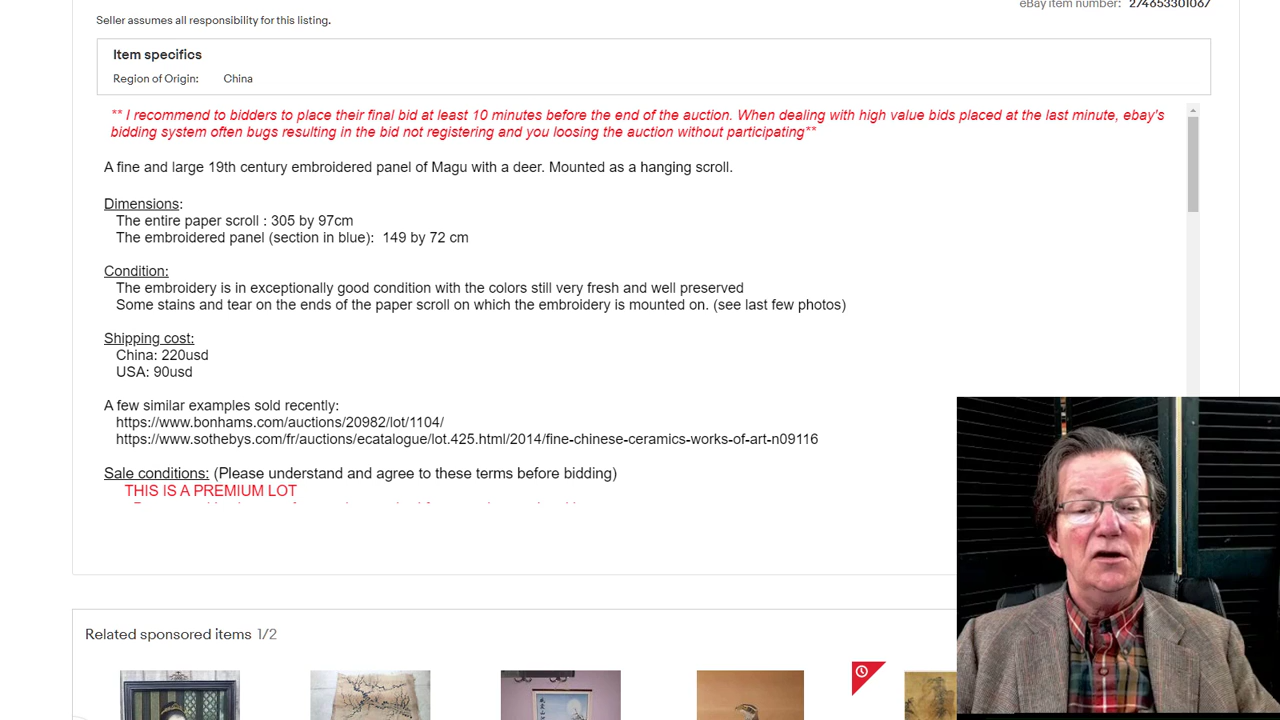 eBay item number: 274653301067
Seller assumes all responsibility for this listing.
Item specifics
Region of Origin: China
** I recommend to bidders to place their final bid at least 10 minutes before the end of the auction. When dealing with high value bids placed at the last minute, ebay's
bidding system often bugs resulting in the bid not registering and you loosing the auction without participating**
A fine and large 19th century embroidered panel of Magu with a deer. Mounted as a hanging scroll.
Dimensions:
The entire paper scroll : 305 by 97cm
The embroidered panel (section in blue): 149 by 72 cm
Condition:
The embroidery is in exceptionally good condition with the colors still very fresh and well preserved
Some stains and tear on the ends of the paper scroll on which the embroidery is mounted on. (see last few photos)
Shipping cost:
China: 220usd
USA: 90usd
A few similar examples sold recently:
https://www.bonhams.com/auctions/20982/lot/1104/
https://www.sothebys.com/fr/auctions/ecatalogue/lot.425.html/2014/fine-chinese-ceramics-works-of-art-n09116
Sale conditions: (Please understand and agree to these terms before bidding)
THIS IS A PREMIUM LOT
Related sponsored items 1/2